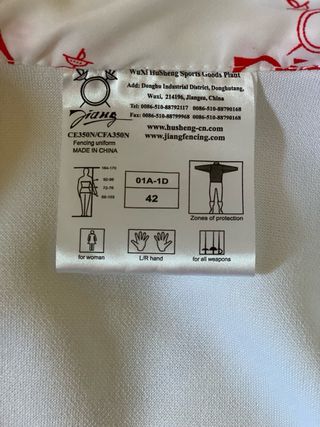 WuXi HuSheng Sports Goods Plant
Add: Donghu Industrial District, Donghutang,
Wuxi, 214196, Jiangsu, China
Tel: 0086-510-88792117 0086-510-88790168
Fax: 0086-510-88799968 0086-510-88790268
www.husheng-cn.com
www.jiangfencing.com
Jiang
CE350N/CFA350N
Fencing uniform
MADE IN CHINA
01A-1D
42
Zones of protection
for woman
L/R hand
for all weapons